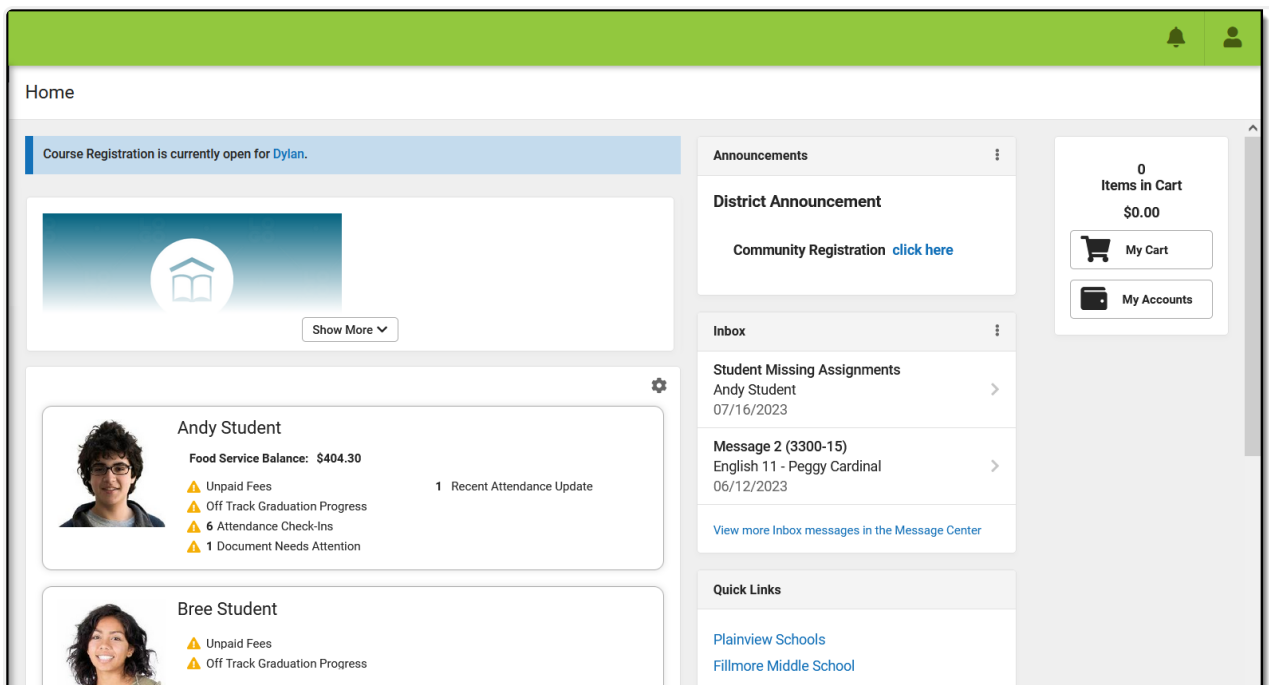 Home
Course Registration is currently open for Dylan.
Show More
Andy Student
Food Service Balance: $404.30
Unpaid Fees
Off Track Graduation Progress
6 Attendance Check-Ins
1 Document Needs Attention
1 Recent Attendance Update
Bree Student
Unpaid Fees
Off Track Graduation Progress
Announcements
District Announcement
Community Registration click here
Inbox
Student Missing Assignments
Andy Student
07/16/2023
Message 2 (3300-15)
English 11 - Peggy Cardinal
06/12/2023
View more Inbox messages in the Message Center
Quick Links
Plainview Schools
Fillmore Middle School
0
Items in Cart
$0.00
My Cart
My Accounts